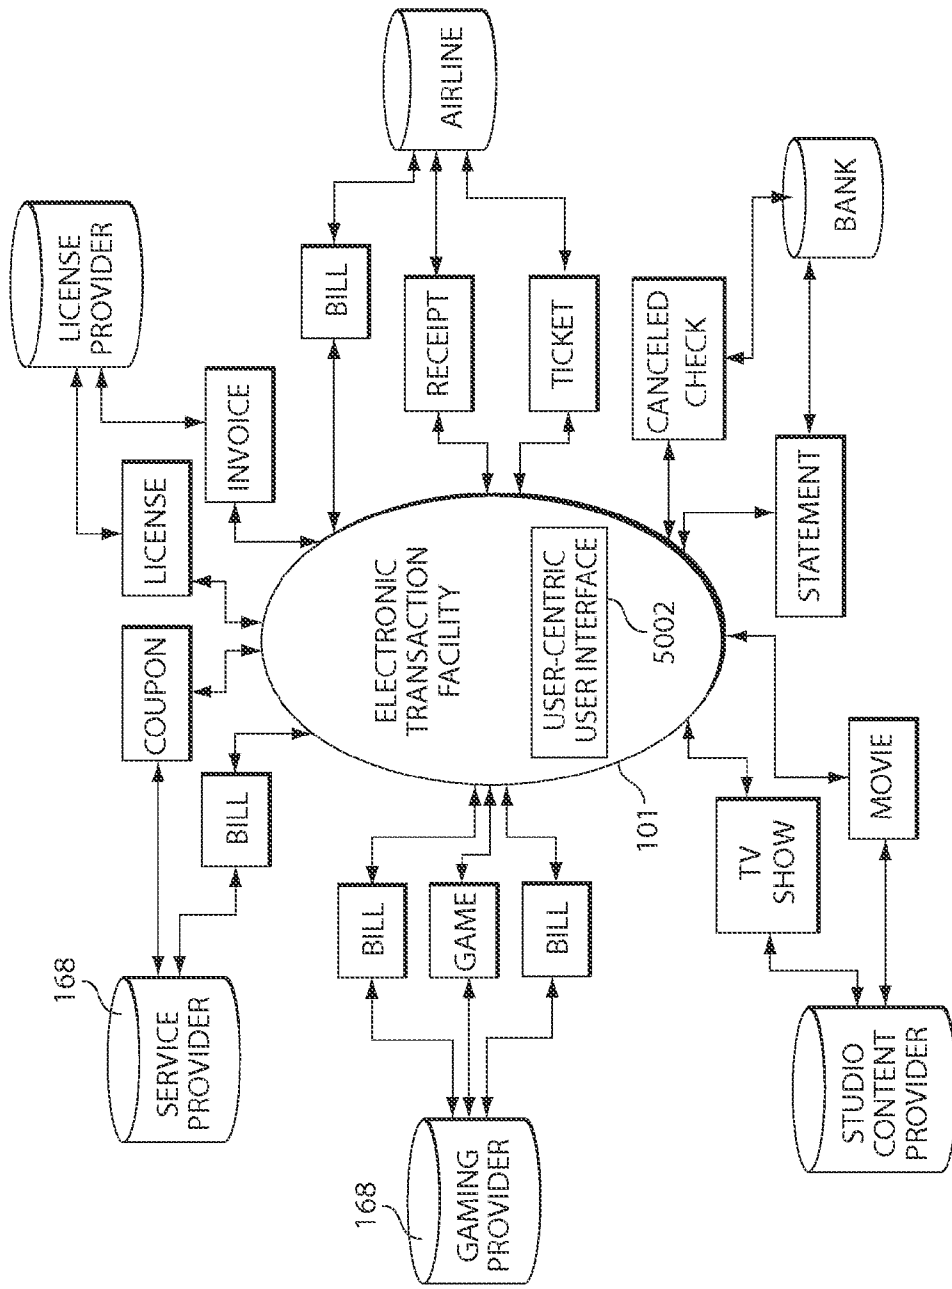 168
SERVICE
PROVIDER
COUPON
BILL
LICENSE
PROVIDER
LICENSE
INVOICE
BILL
AIRLINE
RECEIPT
TICKET
ELECTRONIC
TRANSACTION
FACILITY
USER-CENTRIC
USER INTERFACE
5002
101
168
GAMING
PROVIDER
BILL
GAME
BILL
CANCELED
CHECK
BANK
STATEMENT
TV
SHOW
MOVIE
STUDIO
CONTENT
PROVIDER